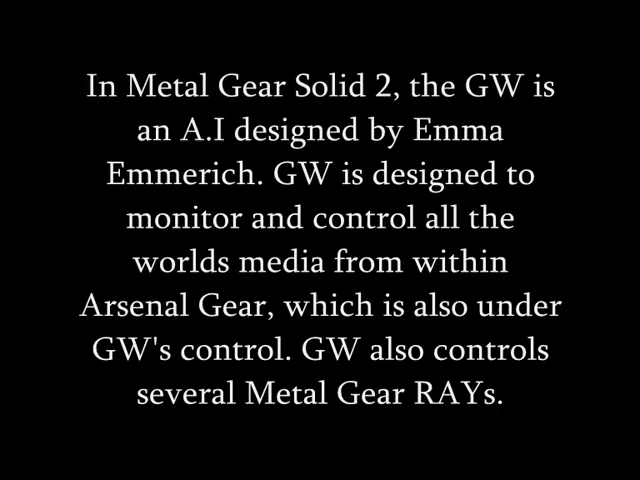 In Metal Gear Solid 2, the GW is
an A.I designed by Emma
Emmerich. GW is designed to
monitor and control all the
worlds media from within
Arsenal Gear, which is also under
GW's control. GW also controls
several Metal Gear RAYs.